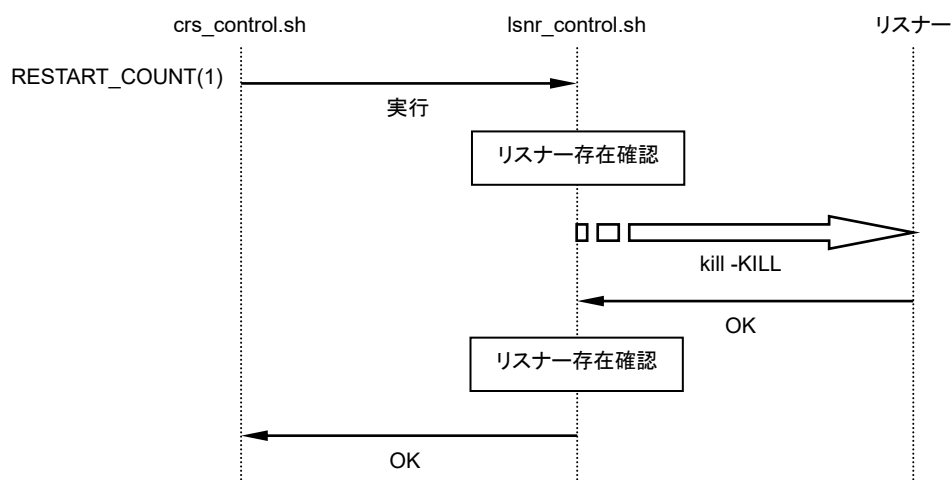 crs_control.sh
lsnr_control.sh
リスナー
RESTART_COUNT(1)
実行
リスナー存在確認
kill -KILL
OK
リスナー存在確認
OK